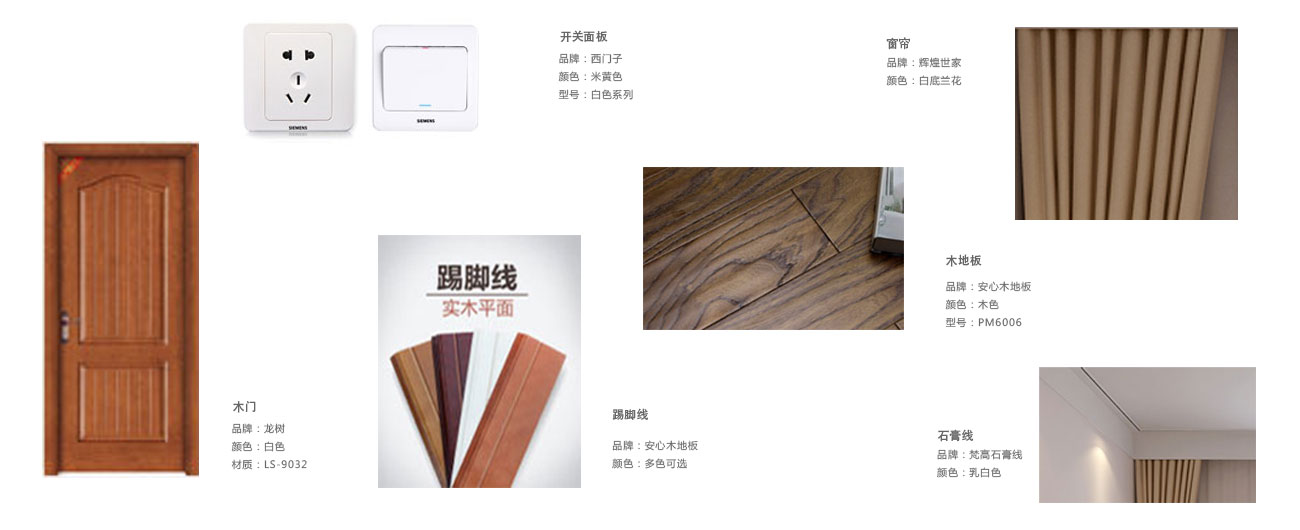 开关面板
品牌：西门子
颜色：米黄色
型号：白色系列
窗帘
品牌：辉煌世家
颜色：白底兰花
SIEMENS
SIEMENS
木地板
品牌：安心木地板
颜色：木色
型号：PM6006
踢脚线
实木平面
木门
品牌：龙树
颜色：白色
材质：LS-9032
踢脚线
品牌：安心木地板
颜色：多色可选
石膏线
品牌：梵高石膏线
颜色：乳白色